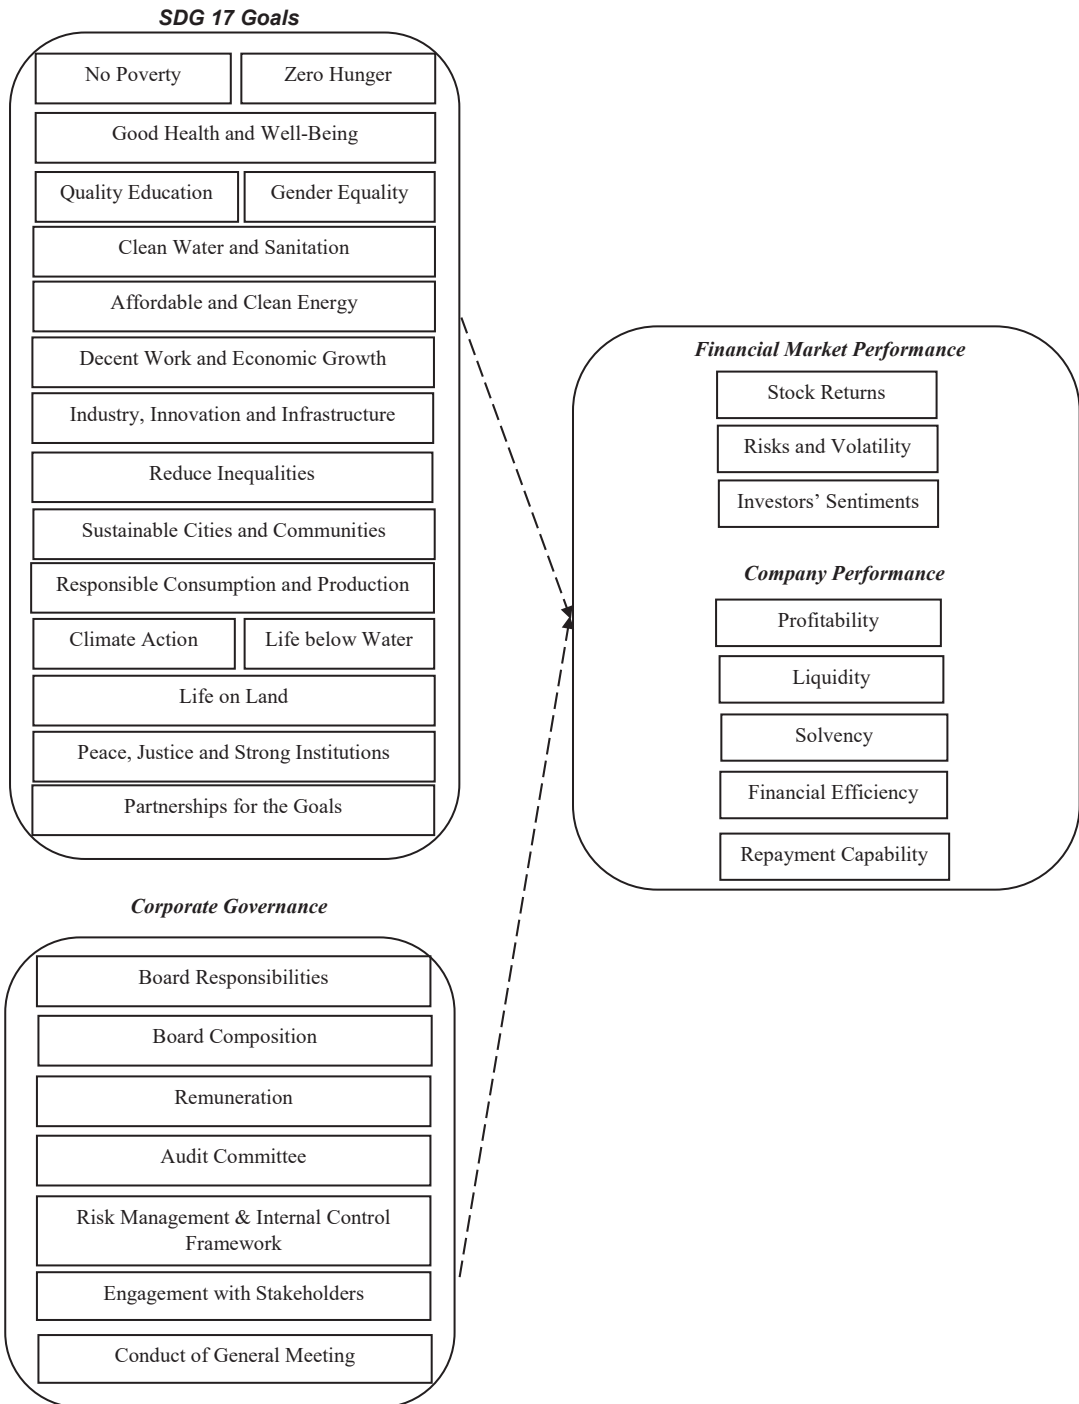 SDG 17 Goals
No Poverty
Zero Hunger
Good Health and Well-Being
Quality Education
Gender Equality
Clean Water and Sanitation
Affordable and Clean Energy
Decent Work and Economic Growth
Industry, Innovation and Infrastructure
Reduce Inequalities
Sustainable Cities and Communities
Responsible Consumption and Production
Climate Action
Life below Water
Life on Land
Peace, Justice and Strong Institutions
Partnerships for the Goals
Corporate Governance
Board Responsibilities
Board Composition
Remuneration
Audit Committee
Risk Management & Internal Control
Framework
Engagement with Stakeholders
Conduct of General Meeting
Financial Market Performance
Stock Returns
Risks and Volatility
Investors’ Sentiments
Company Performance
Profitability
Liquidity
Solvency
Financial Efficiency
Repayment Capability